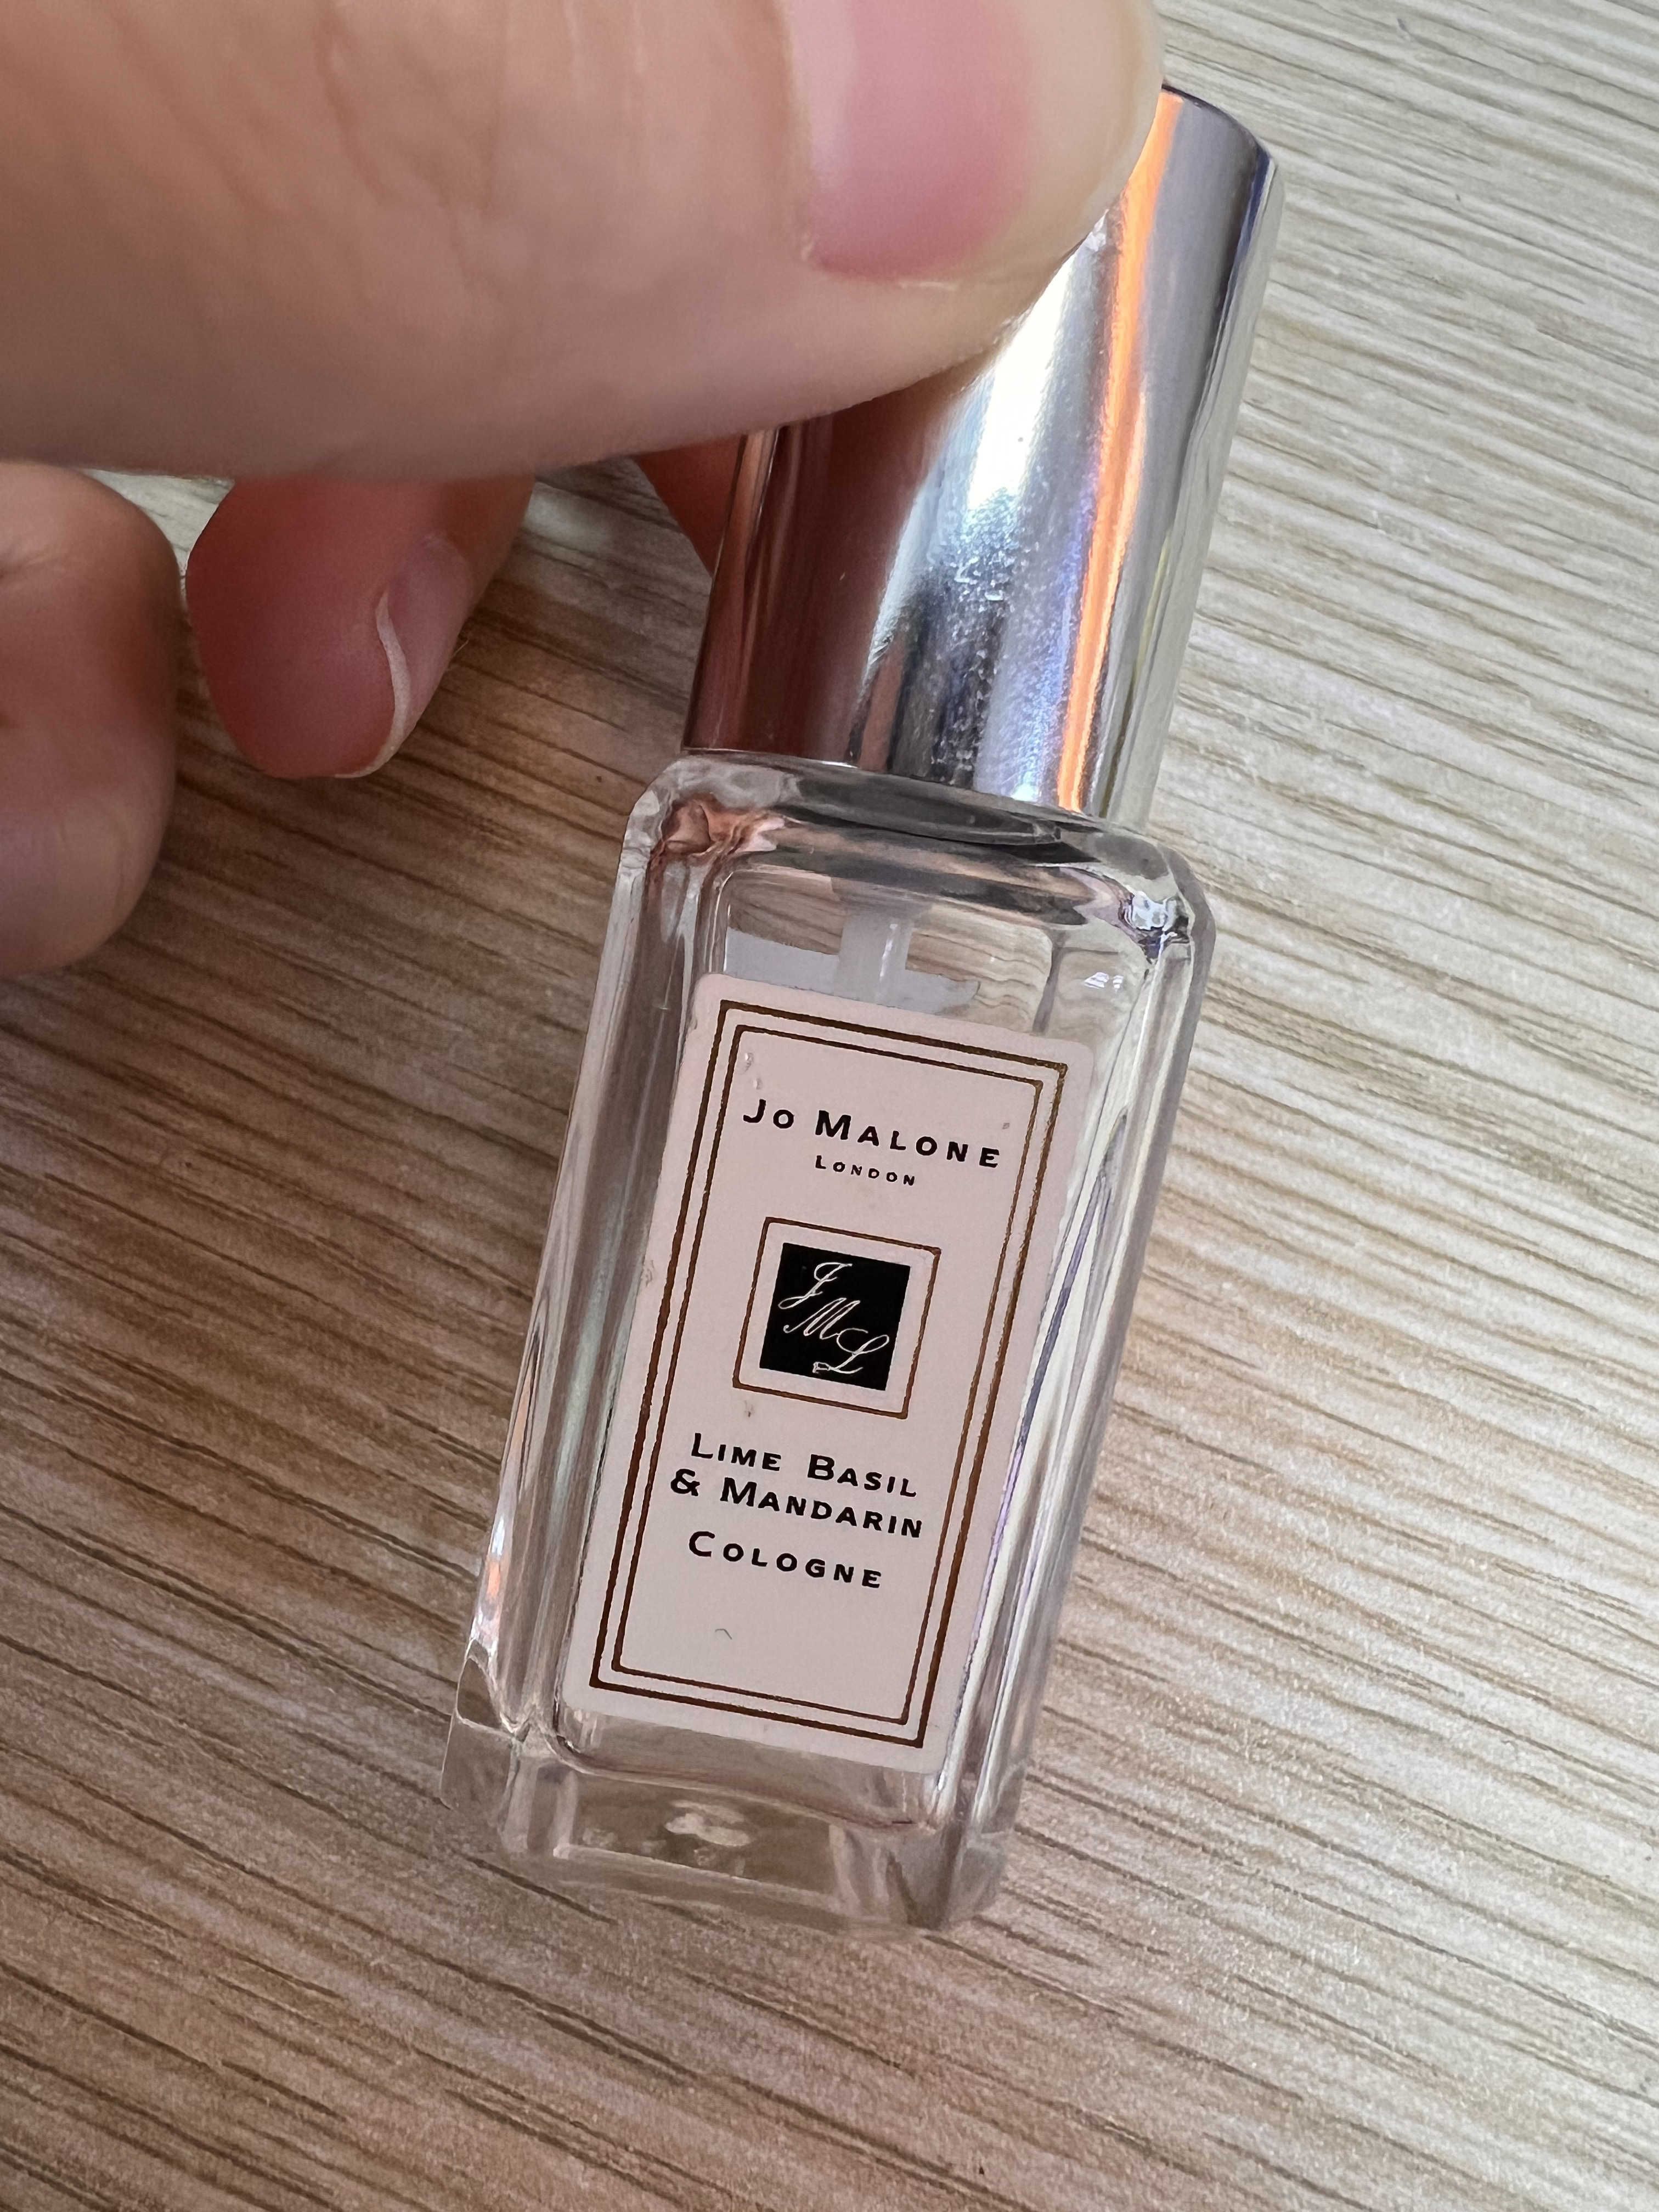 JO MALONE
LONDON
JML
LIME BASIL
& MANDARIN
COLOGNE